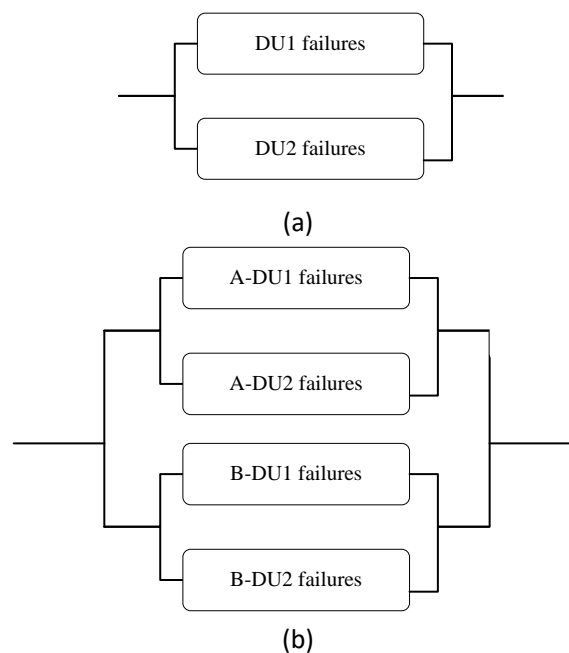 DU1 failures
DU2 failures
(a)
A-DU1 failures
A-DU2 failures
B-DU1 failures
B-DU2 failures
(b)